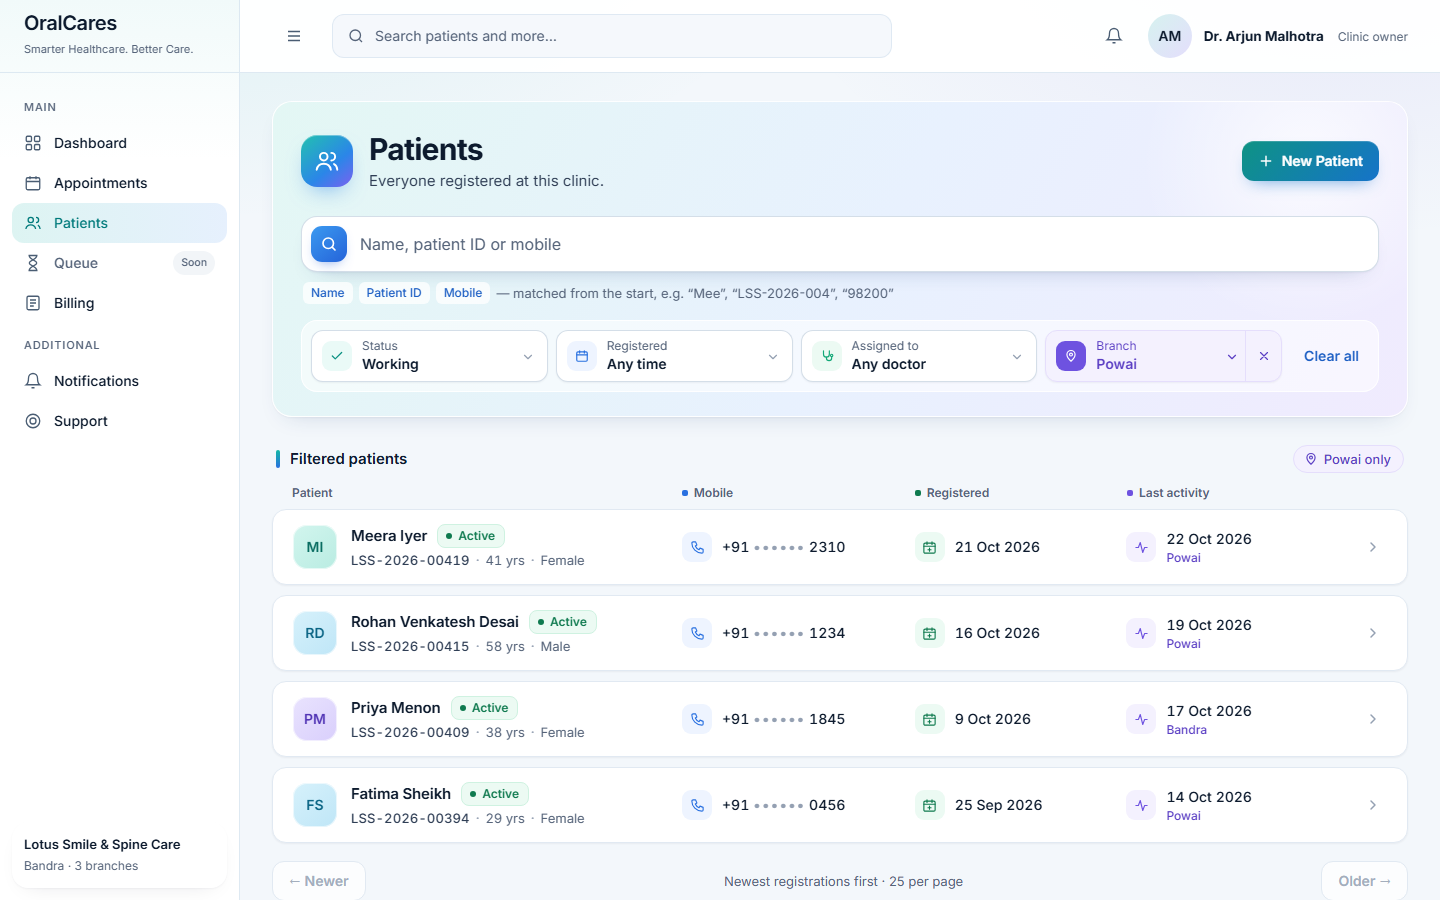 OralCares
Smarter Healthcare. Better Care.
Search patients and more...
AM
Dr. Arjun Malhotra
Clinic owner
MAIN
Dashboard
Appointments
Patients
Queue
Soon
Billing
ADDITIONAL
Notifications
Support
Lotus Smile & Spine Care
Bandra · 3 branches
Patients
Everyone registered at this clinic.
+ New Patient
Name, patient ID or mobile
Name Patient ID Mobile — matched from the start, e.g. “Mee”, “LSS-2026-004”, “98200”
Status
Working
Registered
Any time
Assigned to
Any doctor
Branch
Powai
Clear all
Filtered patients
Powai only
Patient Mobile Registered Last activity
MI
Meera Iyer
Active
LSS-2026-00419 · 41 yrs · Female
+91 •••••• 2310
21 Oct 2026
22 Oct 2026
Powai
RD
Rohan Venkatesh Desai
Active
LSS-2026-00415 · 58 yrs · Male
+91 •••••• 1234
16 Oct 2026
19 Oct 2026
Powai
PM
Priya Menon
Active
LSS-2026-00409 · 38 yrs · Female
+91 •••••• 1845
9 Oct 2026
17 Oct 2026
Bandra
FS
Fatima Sheikh
Active
LSS-2026-00394 · 29 yrs · Female
+91 •••••• 0456
25 Sep 2026
14 Oct 2026
Powai
← Newer
Newest registrations first · 25 per page
Older →